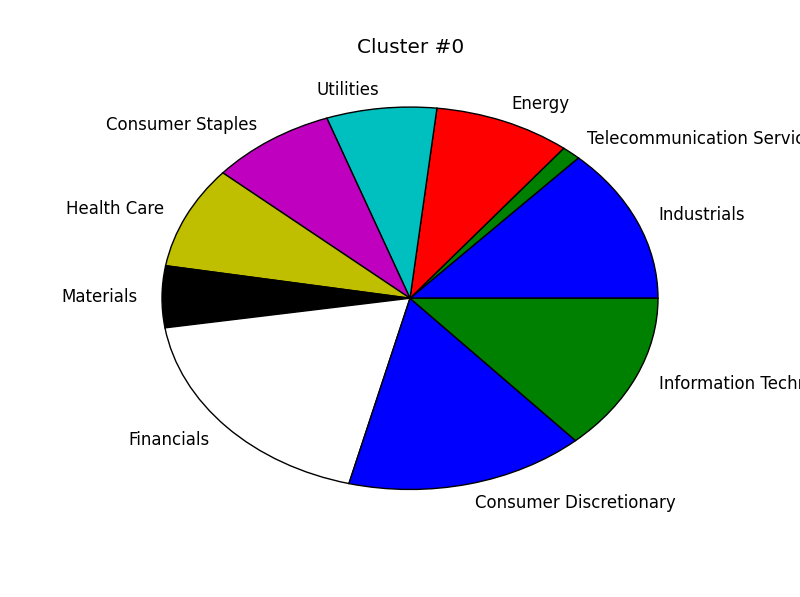 Cluster #0
Utilities
Energy
Consumer Staples
Telecommunication Servic
Health Care
Industrials
Materials
Information Techn
Financials
Consumer Discretionary